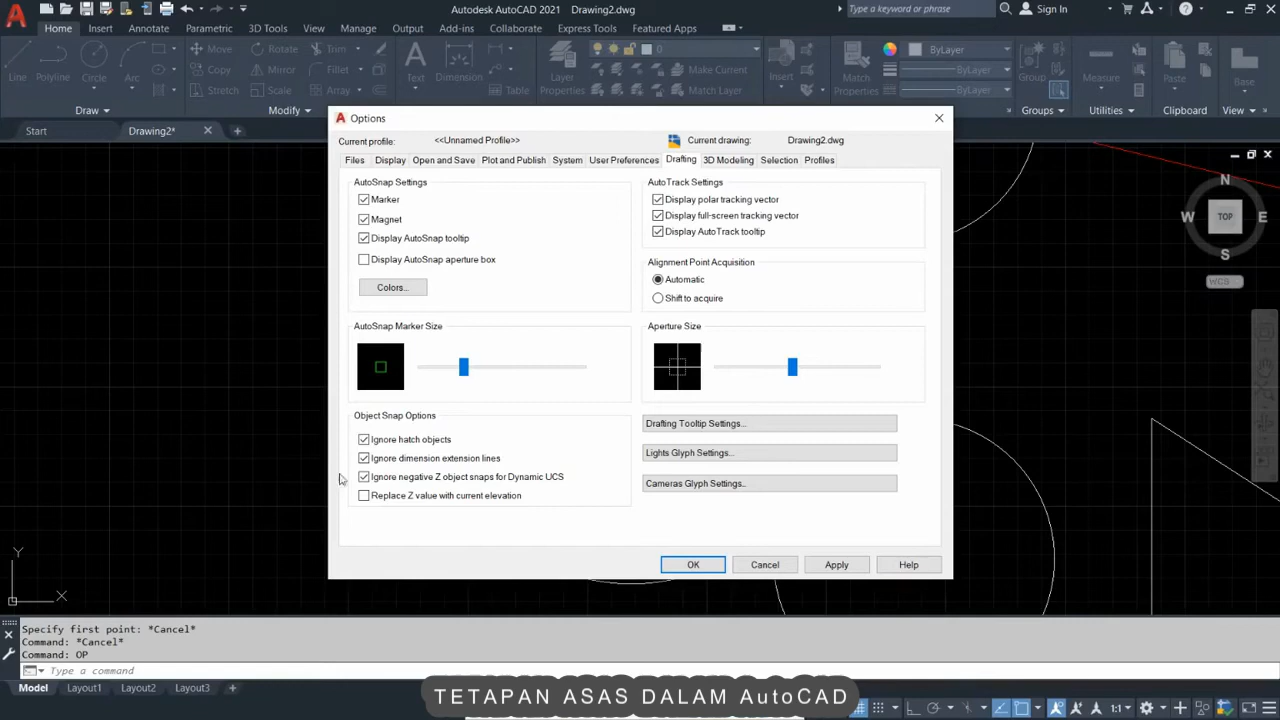 Autodesk AutoCAD 2021 Drawing2.dwg
Type a keyword or phrase
Sign In
Home Insert Annotate Parametric 3D Tools View Manage Output Add-ins Collaborate Express Tools Featured Apps
Line Polyline Circle Arc
Move Rotate Trim
Copy Mirror Fillet
Stretch Scale Array
Text Dimension
Table
Layer Properties
0
Make Current
Match Layer
Insert
Match Properties
ByLayer
ByLayer
ByLayer
Group
Measure
Paste
Base
Draw Modify Groups Utilities Clipboard View
Start Drawing2*
Options
Current profile: <<Unnamed Profile>> Current drawing: Drawing2.dwg
Files Display Open and Save Plot and Publish System User Preferences Drafting 3D Modeling Selection Profiles
AutoSnap Settings
Marker
Magnet
Display AutoSnap tooltip
Display AutoSnap aperture box
Colors...
AutoTrack Settings
Display polar tracking vector
Display full-screen tracking vector
Display AutoTrack tooltip
Alignment Point Acquisition
Automatic
Shift to acquire
AutoSnap Marker Size
Aperture Size
Object Snap Options
Ignore hatch objects
Ignore dimension extension lines
Ignore negative Z object snaps for Dynamic UCS
Replace Z value with current elevation
Drafting Tooltip Settings...
Lights Glyph Settings...
Cameras Glyph Settings..
OK Cancel Apply Help
N
W TOP E
S
WCS
Y
X
Specify first point: *Cancel*
Command: *Cancel*
Command: OP
Type a command
Model Layout1 Layout2 Layout3
1:1
TETAPAN ASAS DALAM AutoCAD